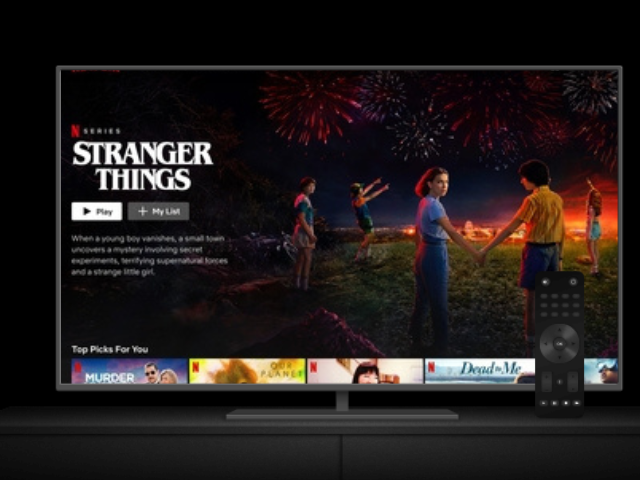 N SERIES
STRANGER
THINGS
Play
My List
When a young boy vanishes, a small town
uncovers a mystery involving secret
experiments, terrifying supernatural forces
and a strange little girl.
Top Picks For You
N MURDER
N OUR
PLANET
N
N Dead to Me